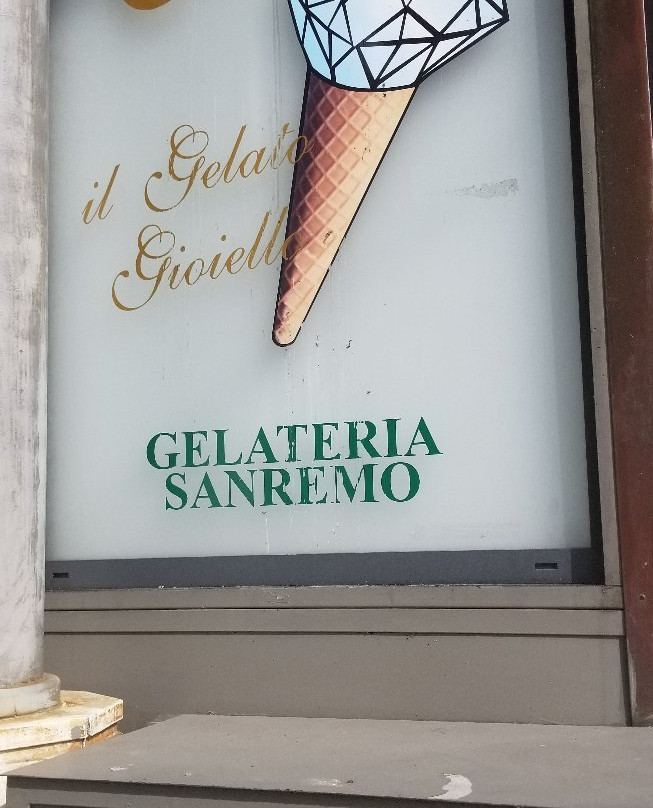 il Gelato
Gioiello
GELATERIA
SANREMO